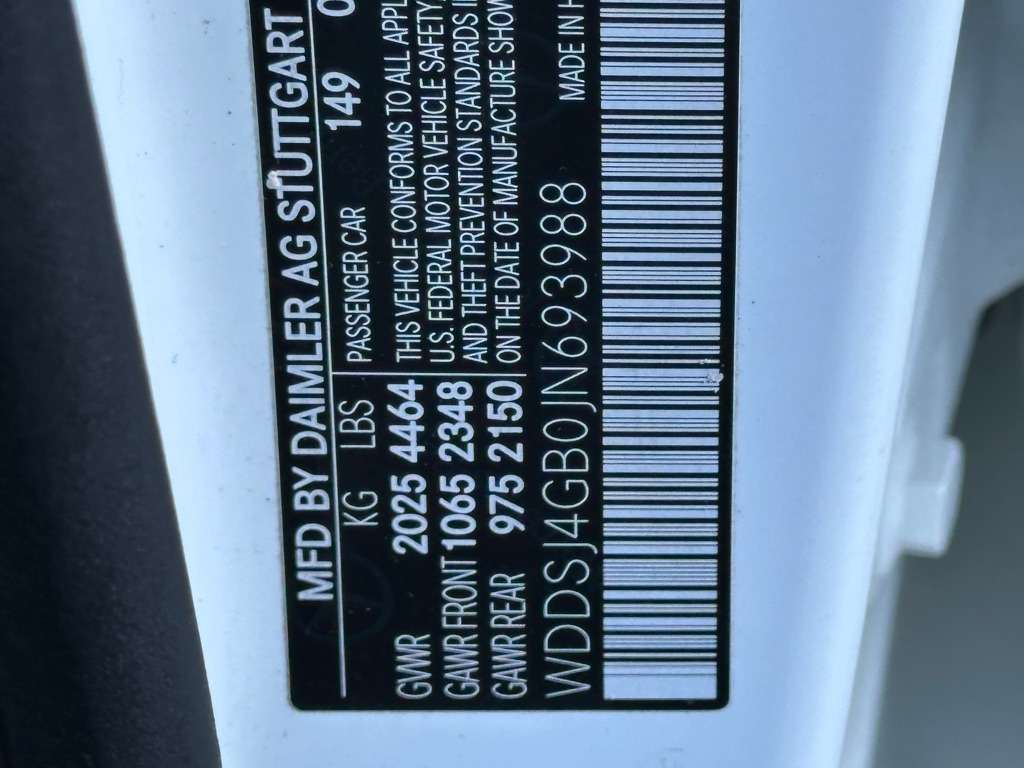 MFD BY DAIMLER AG STUTTGART
KG LBS PASSENGER CAR 149 0
GWR 2025 4464 THIS VEHICLE CONFORMS TO ALL APPL
GAWR FRONT 1065 2348 U.S. FEDERAL MOTOR VEHICLE SAFETY,
GAWR REAR 975 2150 AND THEFT PREVENTION STANDARDS I
ON THE DATE OF MANUFACTURE SHOW
WDDSJ4GB0JN693988 MADE IN H